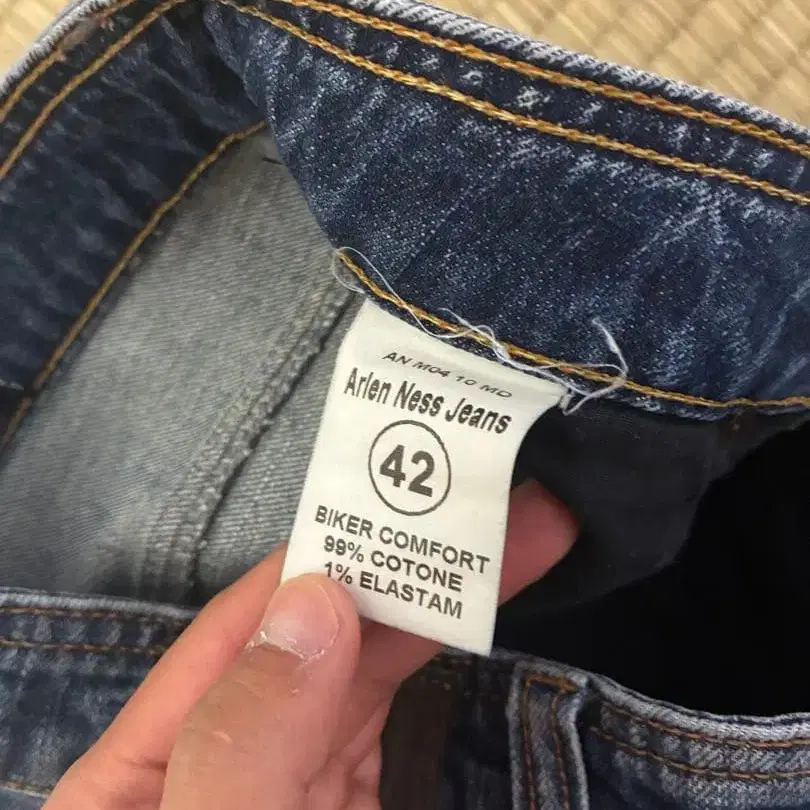 AN M04 10 MD
Arlen Ness Jeans
42
BIKER COMFORT
99% COTONE
1% ELASTAM